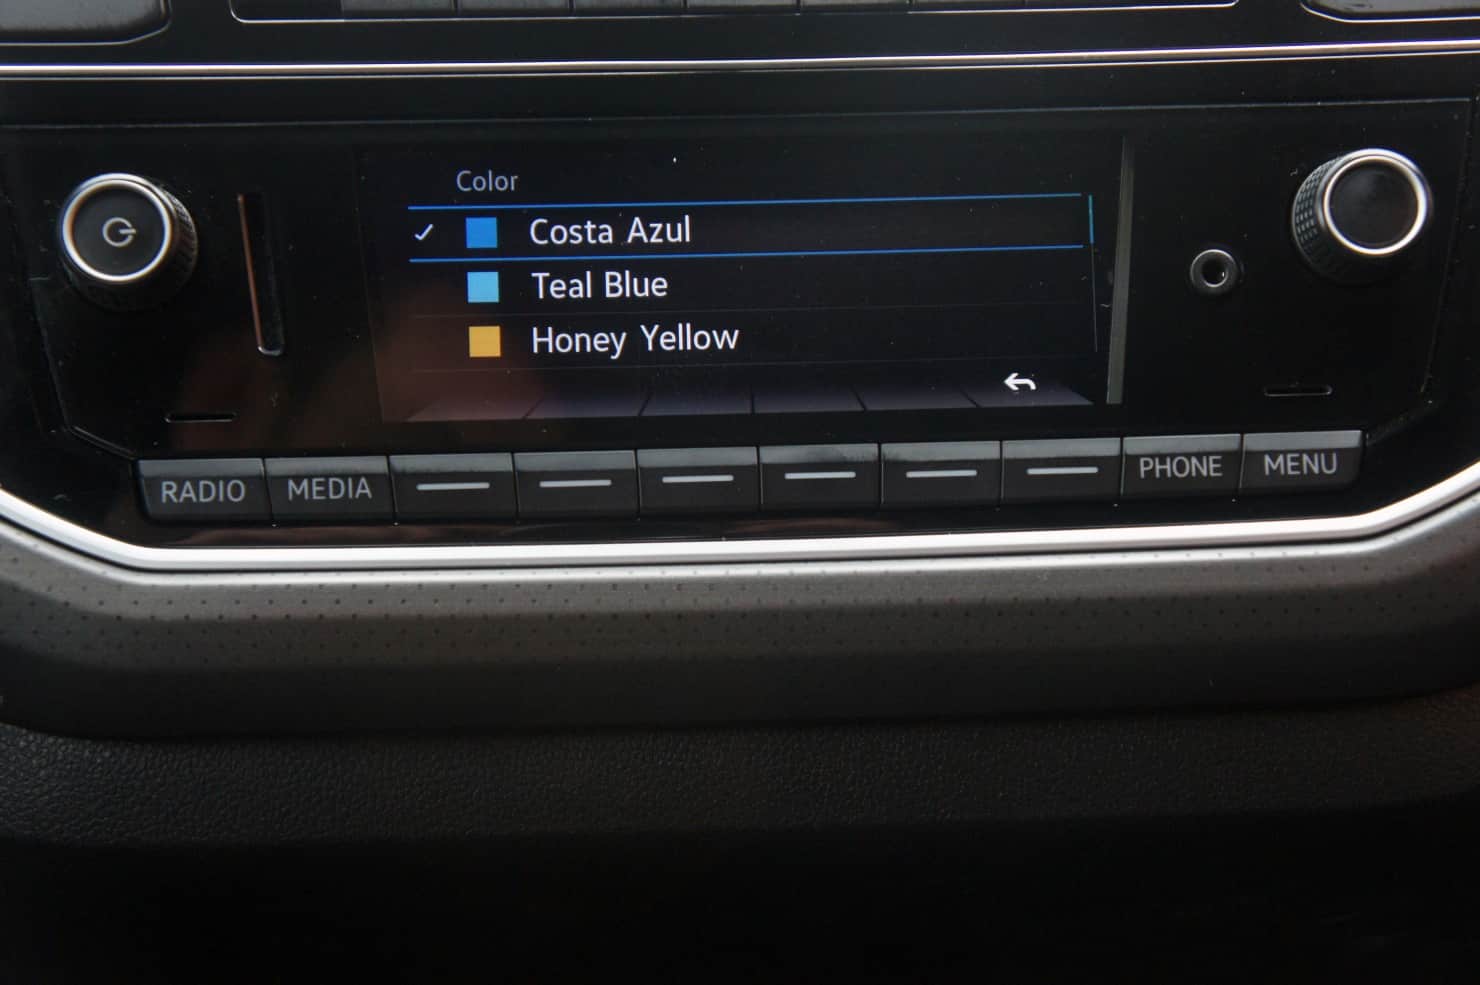 Color
Costa Azul
Teal Blue
Honey Yellow
RADIO MEDIA PHONE MENU